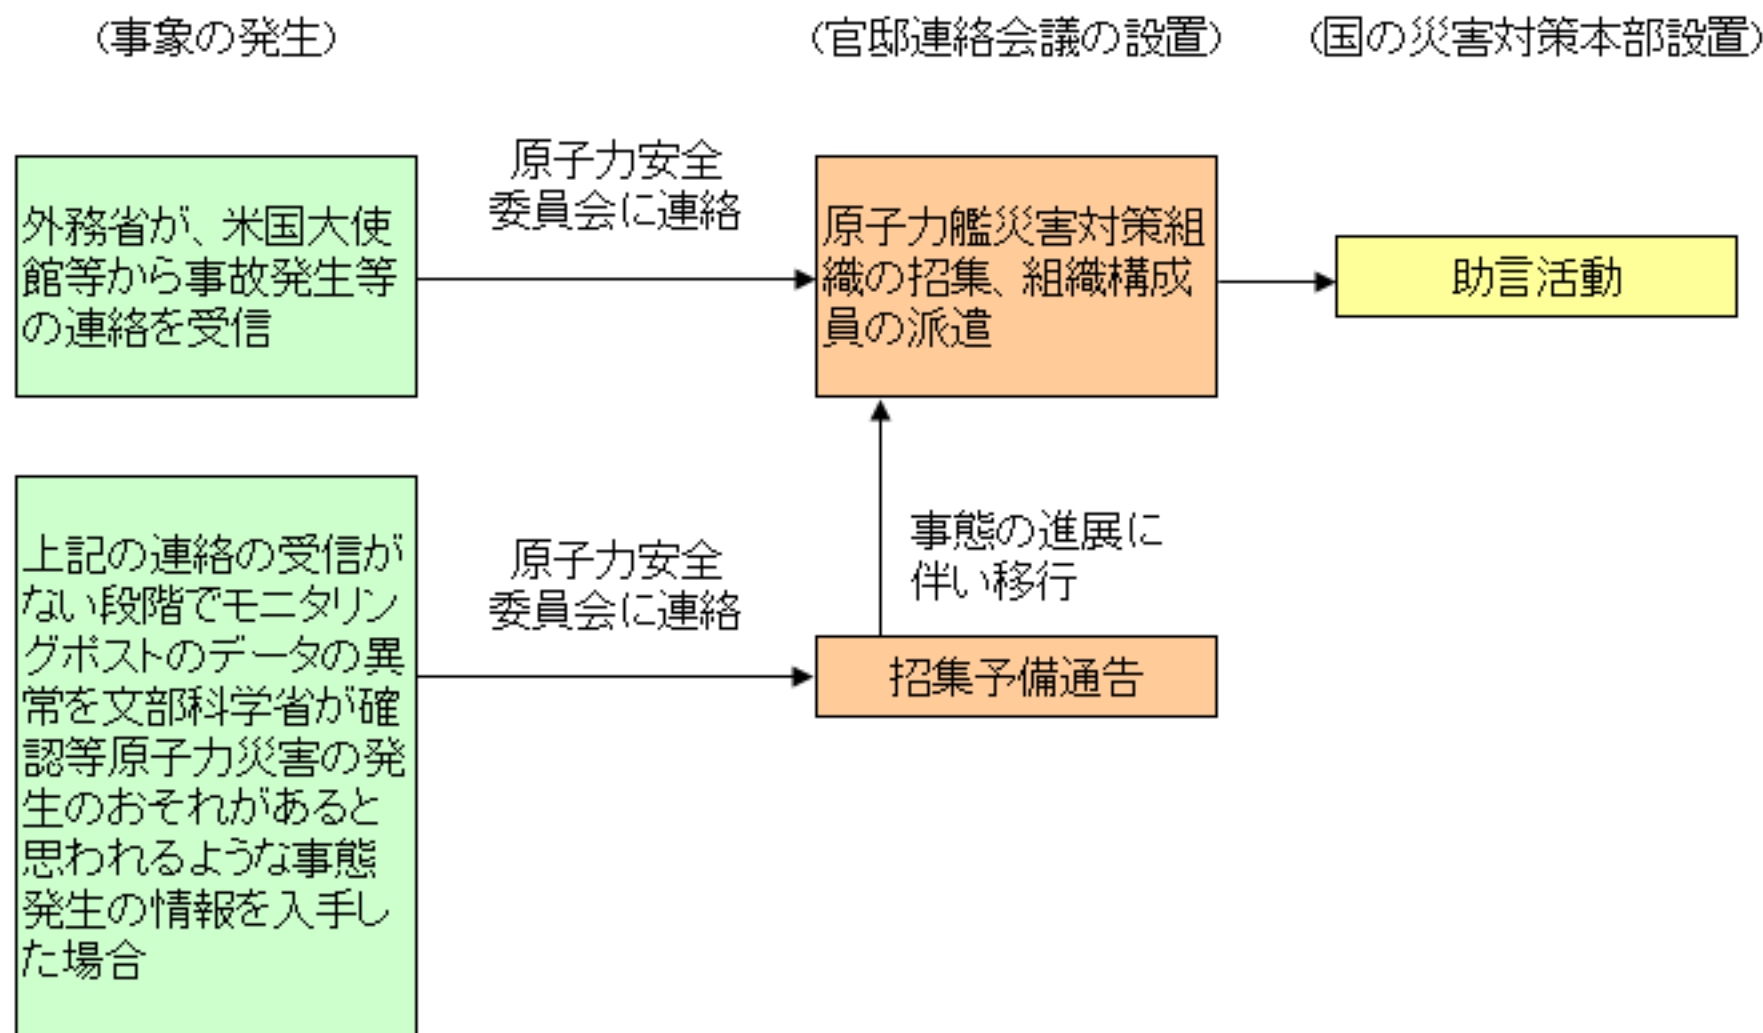 (事象の発生)
(官邸連絡会議の設置)
(国の災害対策本部設置)
外務省が、米国大使
館等から事故発生等
の連絡を受信
原子力安全
委員会に連絡
原子力艦災害対策組
織の招集、組織構成
員の派遣
助言活動
上記の連絡の受信が
ない段階でモニタリン
グポストのデータの異
常を文部科学省が確
認等原子力災害の発
生のおそれがあると
思われるような事態
発生の情報を入手し
た場合
原子力安全
委員会に連絡
事態の進展に
伴い移行
招集予備通告